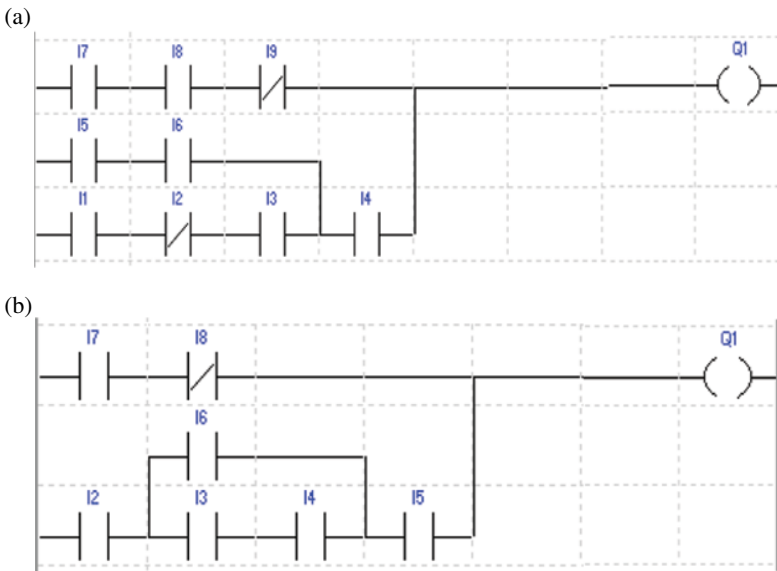 (a)
I7 I8 I9 Q1
I5 I6
I1 I2 I3 I4
(b)
I7 I8 Q1
I6
I2 I3 I4 I5